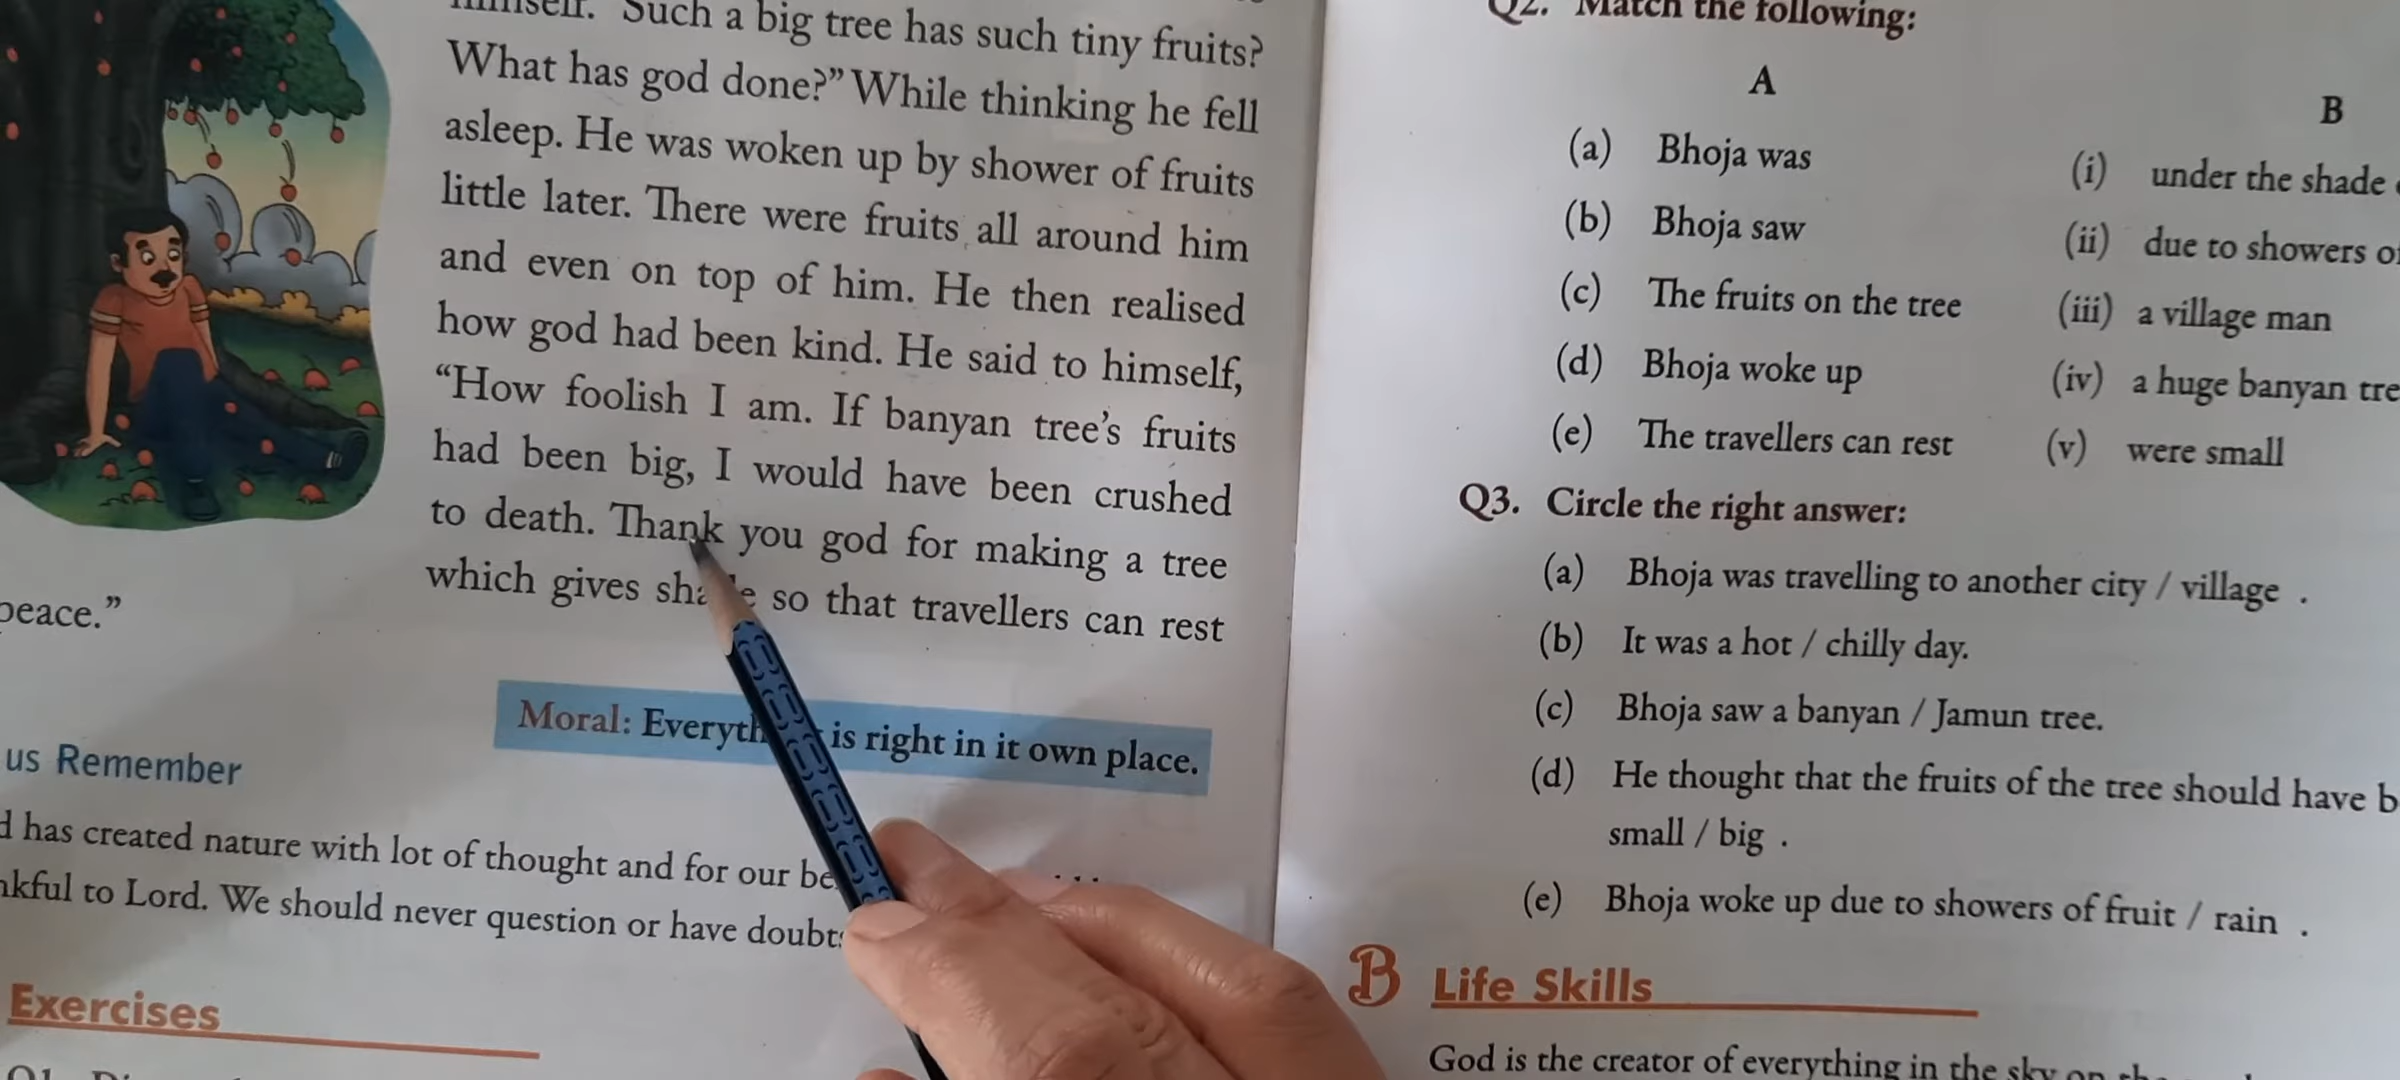 himself. Such a big tree has such tiny fruits?
What has god done?" While thinking he fell
asleep. He was woken up by shower of fruits
little later. There were fruits all around him
and even on top of him. He then realised
how god had been kind. He said to himself,
"How foolish I am. If banyan tree's fruits
had been big, I would have been crushed
to death. Thank you god for making a tree
which gives shade so that travellers can rest
peace."
Moral: Everything is right in it own place.
us Remember
has created nature with lot of thought and for our
to Lord. We should never question or have doubts
Exercises
Q2. Match the following:
A
B
(a) Bhoja was
(i) under the shade
(b) Bhoja saw
(ii) due to showers
(c) The fruits on the tree
(iii) a village man
(d) Bhoja woke up
(iv) a huge banyan
(e) The travellers can rest
(v) were small
Q3. Circle the right answer:
(a) Bhoja was travelling to another city / village .
(b) It was a hot / chilly day.
(c) Bhoja saw a banyan / Jamun tree.
(d) He thought that the fruits of the tree should have
small / big .
(e) Bhoja woke up due to showers of fruit / rain .
B Life Skills
God is the creator of everything in the sky on